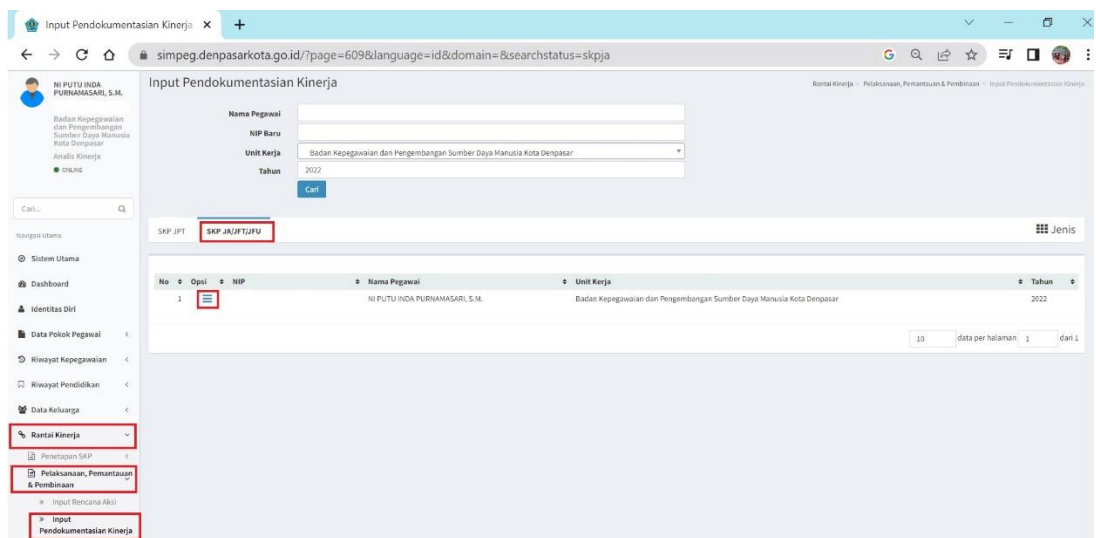 Input Pendokumentasian Kinerja
simpeg.denpasarkota.go.id/?page=609&language=id&domain=&searchstatus=skpja
NI PUTU INDA
PURNAMASARI, S.M.
Badan Kepegawaian
dan Pengembangan
Sumber Daya Manusia
Kota Denpasar
Analis Kinerja
ONLINE
Cari...
Navigasi Utama
Sistem Utama
Dashboard
Identitas Diri
Data Pokok Pegawai
Riwayat Kepegawaian
Riwayat Pendidikan
Data Keluarga
Rantai Kinerja
Penetapan SKP
Pelaksanaan, Pemantauan
& Pembinaan
» Input Rencana Aksi
» Input
Pendokumentasian Kinerja
Input Pendokumentasian Kinerja
Rantai Kinerja > Pelaksanaan, Pemantauan & Pembinaan > Input Pendokumentasian Kinerja
Nama Pegawai
NIP Baru
Unit Kerja Badan Kepegawaian dan Pengembangan Sumber Daya Manusia Kota Denpasar
Tahun 2022
Cari
SKP JPT SKP JA/JFT/JFU Jenis
No Opsi NIP Nama Pegawai Unit Kerja Tahun
1 NI PUTU INDA PURNAMASARI, S.M. Badan Kepegawaian dan Pengembangan Sumber Daya Manusia Kota Denpasar 2022
10 data per halaman 1 dari 1